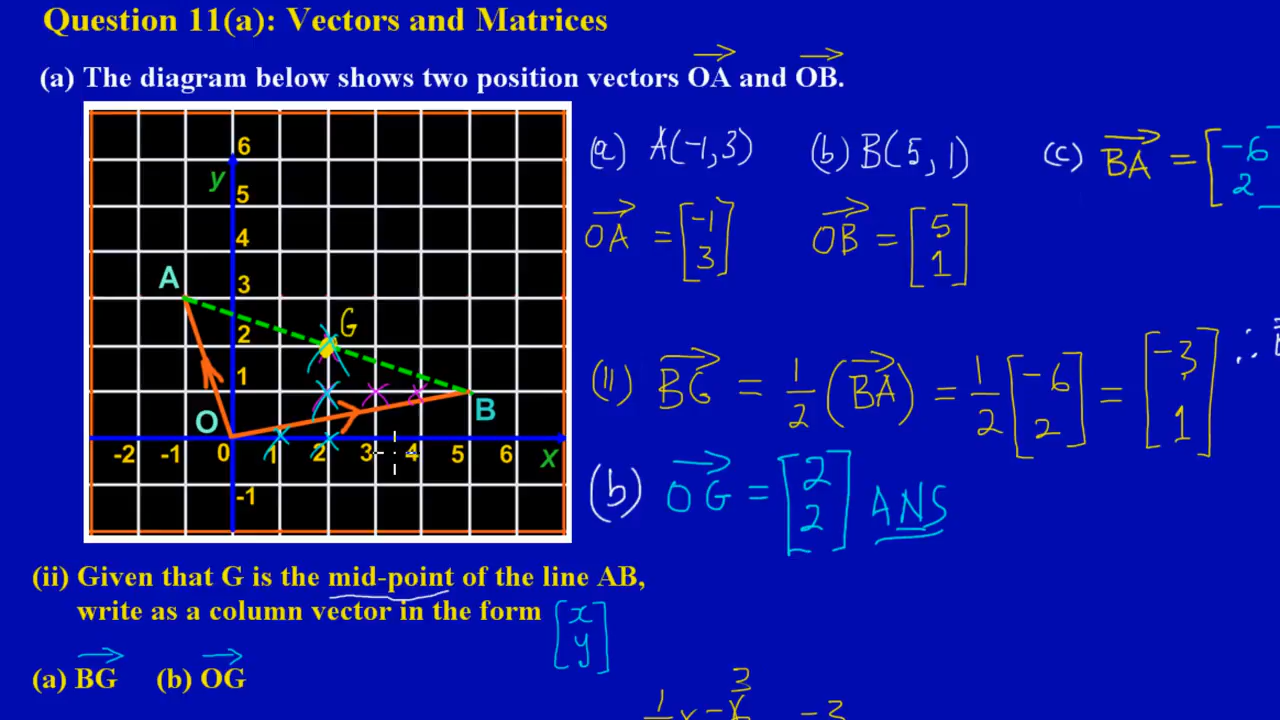 Question 11(a): Vectors and Matrices
(a) The diagram below shows two position vectors OA and OB.
6
y
5
4
A
3
2
G
1
O
B
-2 -1 0 1 2 3 4 5 6 x
-1
(a) A(-1, 3) (b) B(5, 1) (c) BA = [-6
2
OA = [-1
3] OB = [5
1]
(ii) BG = 1/2 (BA) = 1/2 [-6
2] = [-3
1] ∴
(b) OG = [2
2] ANS
(ii) Given that G is the mid-point of the line AB,
write as a column vector in the form [x
y]
(a) BG (b) OG